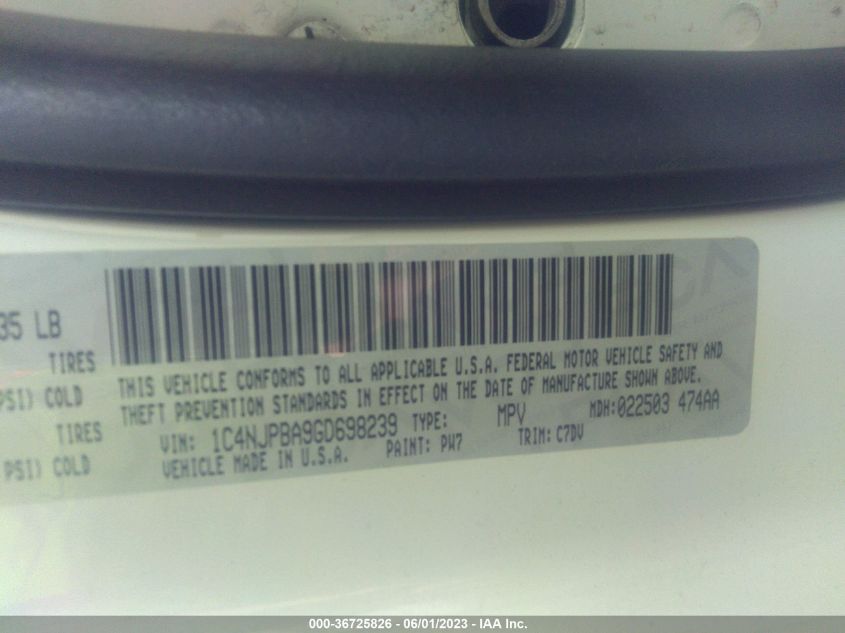 35 LB
TIRES
PSI) COLD
TIRES
PSI) COLD
THIS VEHICLE CONFORMS TO ALL APPLICABLE U.S.A. FEDERAL MOTOR VEHICLE SAFETY AND
THEFT PREVENTION STANDARDS IN EFFECT ON THE DATE OF MANUFACTURE SHOWN ABOVE.
VIN: 1C4NJPBA9GD698239 TYPE: MPV MDH:022503 474AA
VEHICLE MADE IN U.S.A. PAINT: PW7 TRIM: C7DV
000-36725826 - 06/01/2023 - IAA Inc.